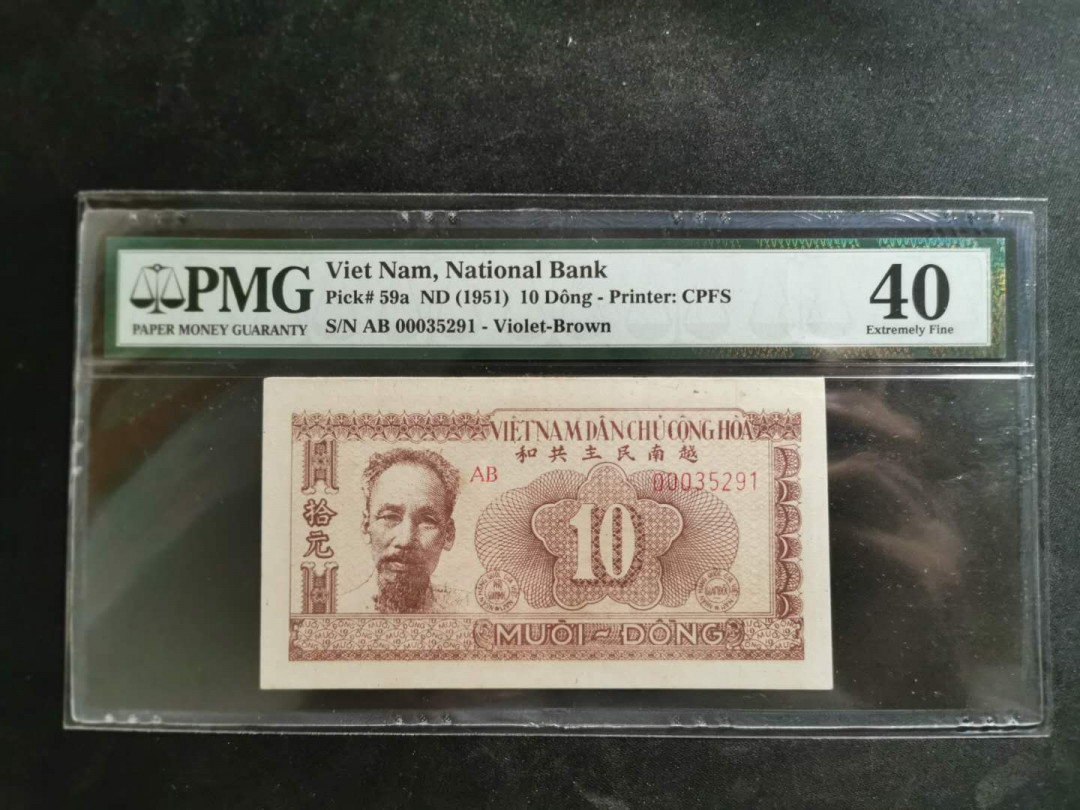 PMG
PAPER MONEY GUARANTY
Viet Nam, National Bank
Pick# 59a ND (1951) 10 Dông - Printer: CPFS
S/N AB 00035291 - Violet-Brown
40
Extremely Fine
VIỆT NAM DÂN CHỦ CỘNG HÒA
和共主民南越
AB
00035291
拾元
10
MƯỜI - ĐỒNG